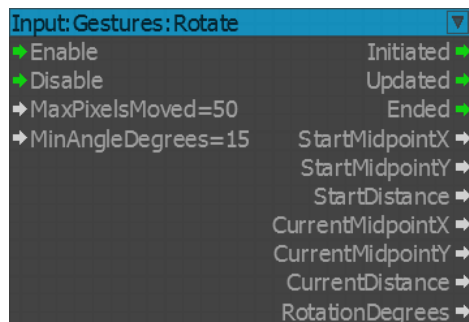 Input:Gestures:Rotate
Enable Initiated
Disable Updated
MaxPixelsMoved=50 Ended
MinAngleDegrees=15 StartMidpointX
StartMidpointY
StartDistance
CurrentMidpointX
CurrentMidpointY
CurrentDistance
RotationDegrees